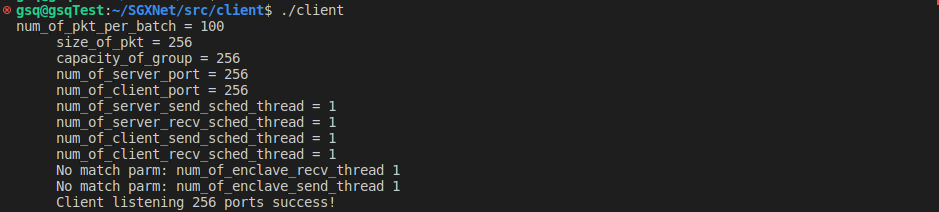 gsq@gsqTest:~/SGXNet/src/client$ ./client
num_of_pkt_per_batch = 100
size_of_pkt = 256
capacity_of_group = 256
num_of_server_port = 256
num_of_client_port = 256
num_of_server_send_sched_thread = 1
num_of_server_recv_sched_thread = 1
num_of_client_send_sched_thread = 1
num_of_client_recv_sched_thread = 1
No match parm: num_of_enclave_recv_thread 1
No match parm: num_of_enclave_send_thread 1
Client listening 256 ports success!